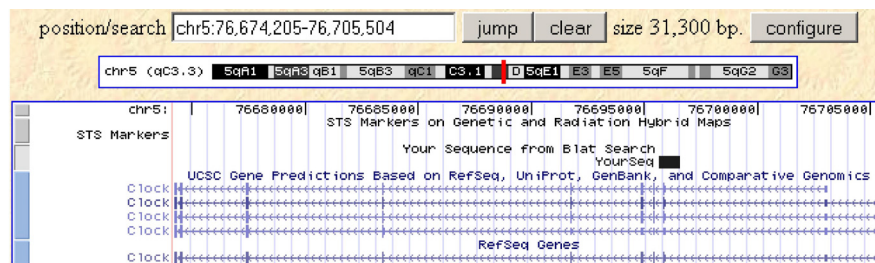 position/search chr5:76,674,205-76,705,504 jump clear size 31,300 bp. configure
chr5 (qC3.3) 5qA1 5qA3 qB1 5qB3 qC1 C3.1 D 5qE1 E3 E5 5qF 5qG2 G3
chr5: 76680000| 76685000| 76690000| 76695000| 76700000| 76705000|
STS Markers on Genetic and Radiation Hybrid Maps
STS Markers
Your Sequence from Blat Search
YourSeq
UCSC Gene Predictions Based on RefSeq, UniProt, GenBank, and Comparative Genomics
Clock
Clock
Clock
Clock
RefSeq Genes
Clock